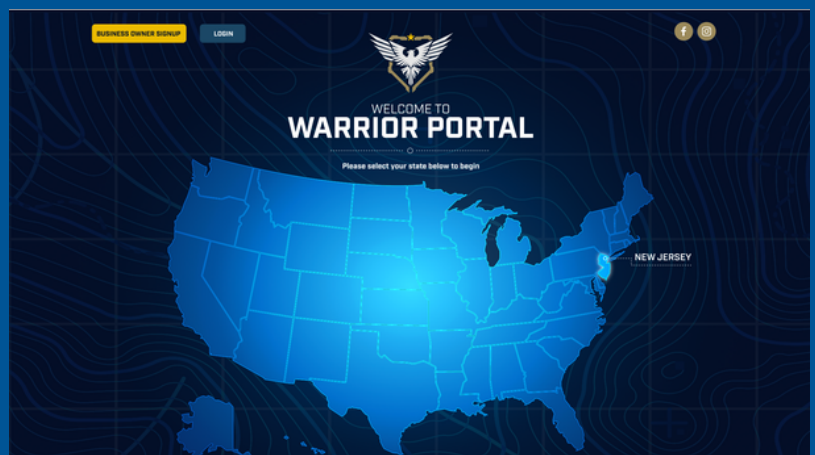 BUSINESS OWNER SIGNUP
LOGIN
WELCOME TO
WARRIOR PORTAL
Please select your state below to begin
NEW JERSEY